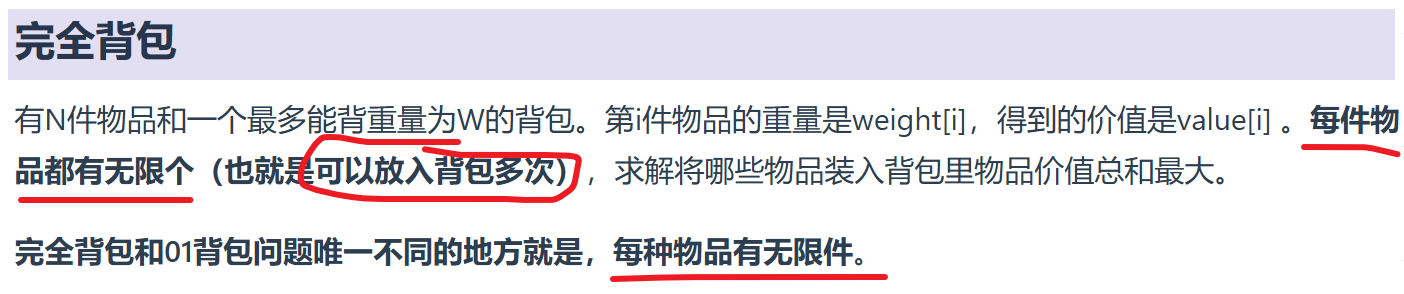 完全背包
有N件物品和一个最多能背重量为W的背包。第i件物品的重量是weight[i]，得到的价值是value[i] 。每件物
品都有无限个（也就是可以放入背包多次），求解将哪些物品装入背包里物品价值总和最大。
完全背包和01背包问题唯一不同的地方就是，每种物品有无限件。